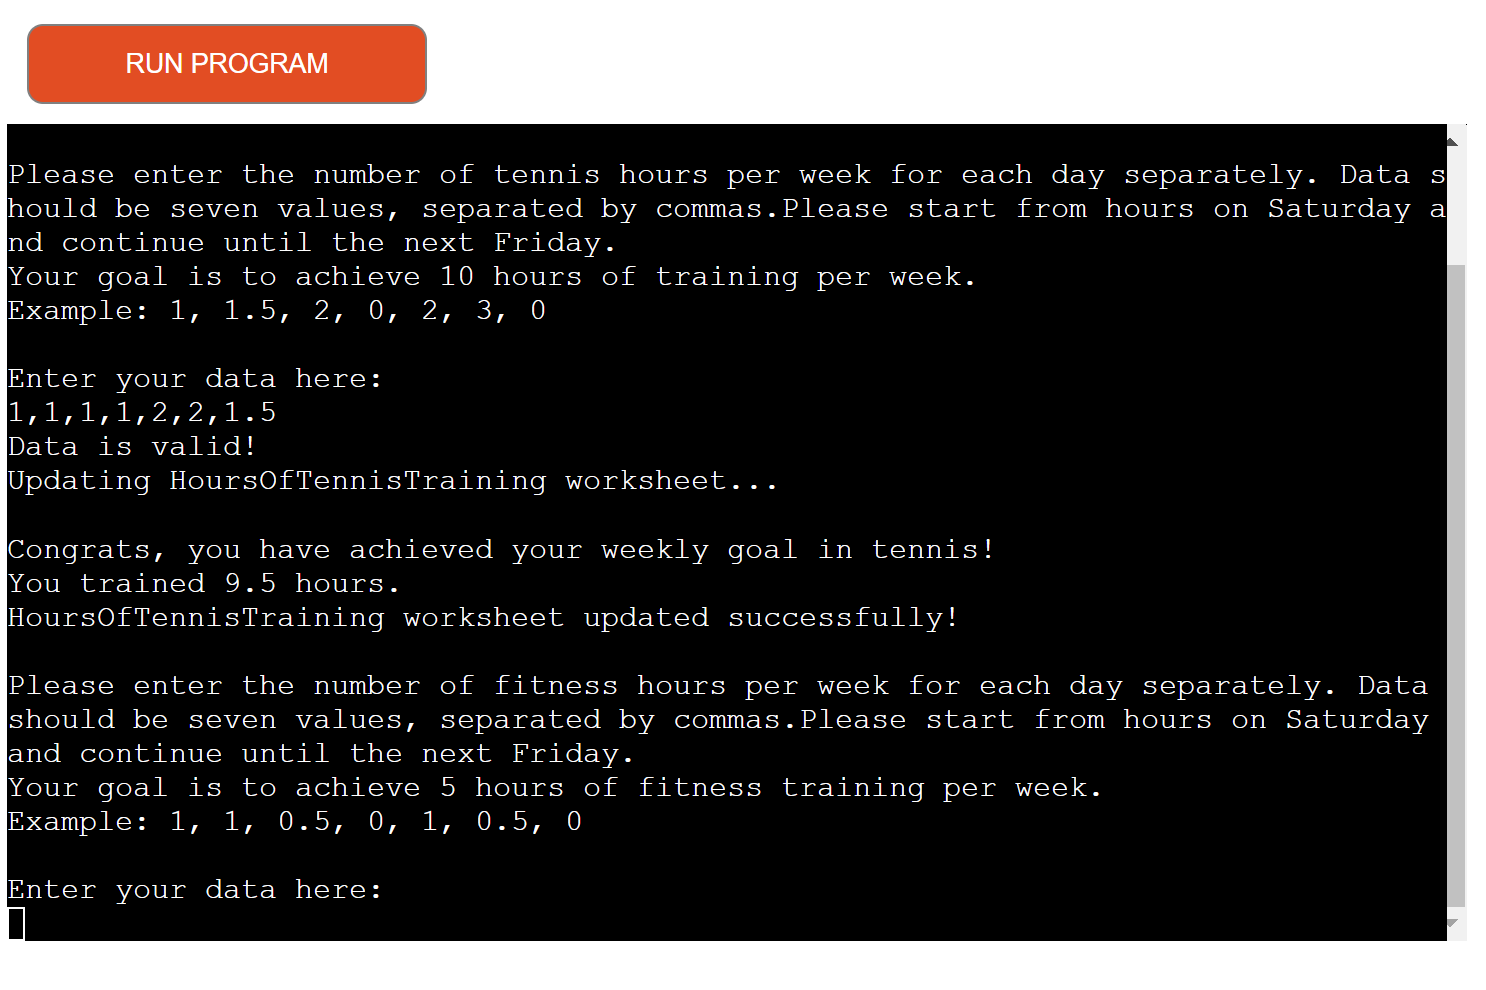 RUN PROGRAM
Please enter the number of tennis hours per week for each day separately. Data s
hould be seven values, separated by commas.Please start from hours on Saturday a
nd continue until the next Friday.
Your goal is to achieve 10 hours of training per week.
Example: 1, 1.5, 2, 0, 2, 3, 0
Enter your data here:
1,1,1,1,2,2,1.5
Data is valid!
Updating HoursOfTennisTraining worksheet...
Congrats, you have achieved your weekly goal in tennis!
You trained 9.5 hours.
HoursOfTennisTraining worksheet updated successfully!
Please enter the number of fitness hours per week for each day separately. Data
should be seven values, separated by commas.Please start from hours on Saturday
and continue until the next Friday.
Your goal is to achieve 5 hours of fitness training per week.
Example: 1, 1, 0.5, 0, 1, 0.5, 0
Enter your data here: